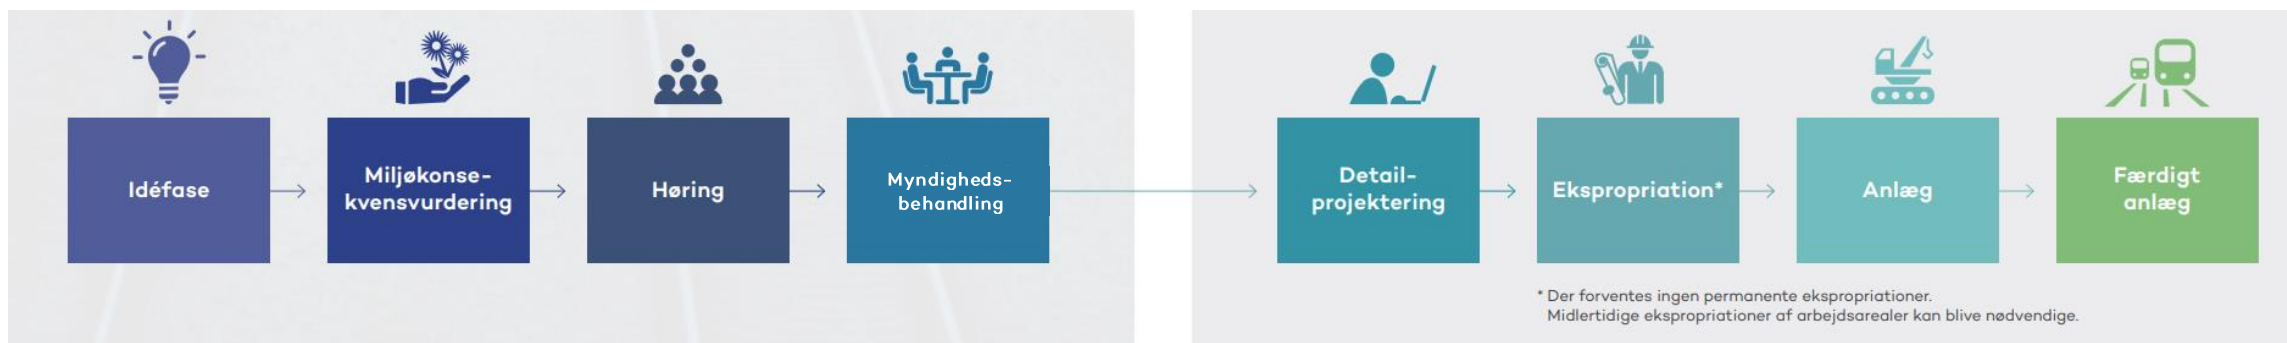 Idéfase
Miljøkonse-
kvensvurdering
Høring
Myndigheds-
behandling
Detail-
projektering
Ekspropriation*
Anlæg
Færdigt
anlæg
* Der forventes ingen permanente ekspropriationer.
Midlertidige ekspropriationer af arbejdsarealer kan blive nødvendige.